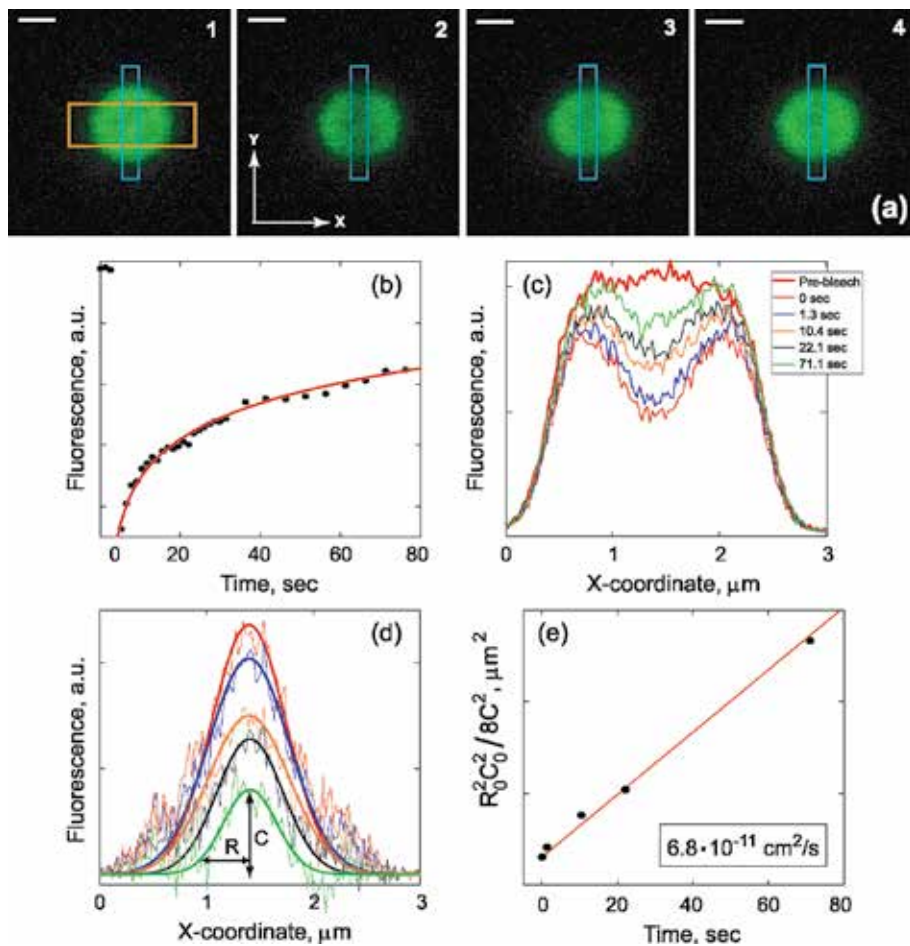 1
2
3
4
Y
X
(a)
(b)
Fluorescence, a.u.
0 20 40 60 80
Time, sec
(c)
Fluorescence, a.u.
Pre-bleach
0 sec
1.3 sec
10.4 sec
22.1 sec
71.1 sec
0 1 2 3
X-coordinate, μm
(d)
Fluorescence, a.u.
R
C
0 1 2 3
X-coordinate, μm
(e)
R₀²C₀²/8C², μm²
6.8•10⁻¹¹ cm²/s
0 20 40 60 80
Time, sec